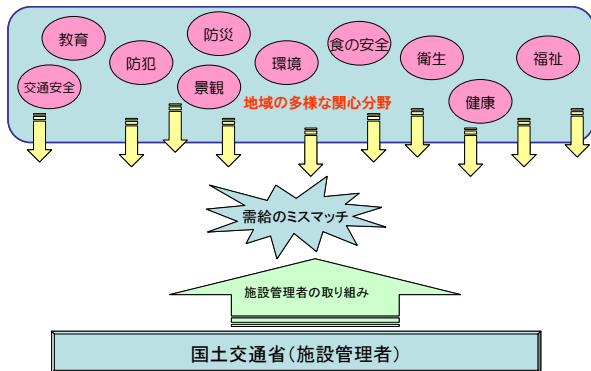 教育
防災
食の安全
防犯
環境
衛生
福祉
交通安全
景観
健康
地域の多様な関心分野
需給のミスマッチ
施設管理者の取り組み
国土交通省（施設管理者）